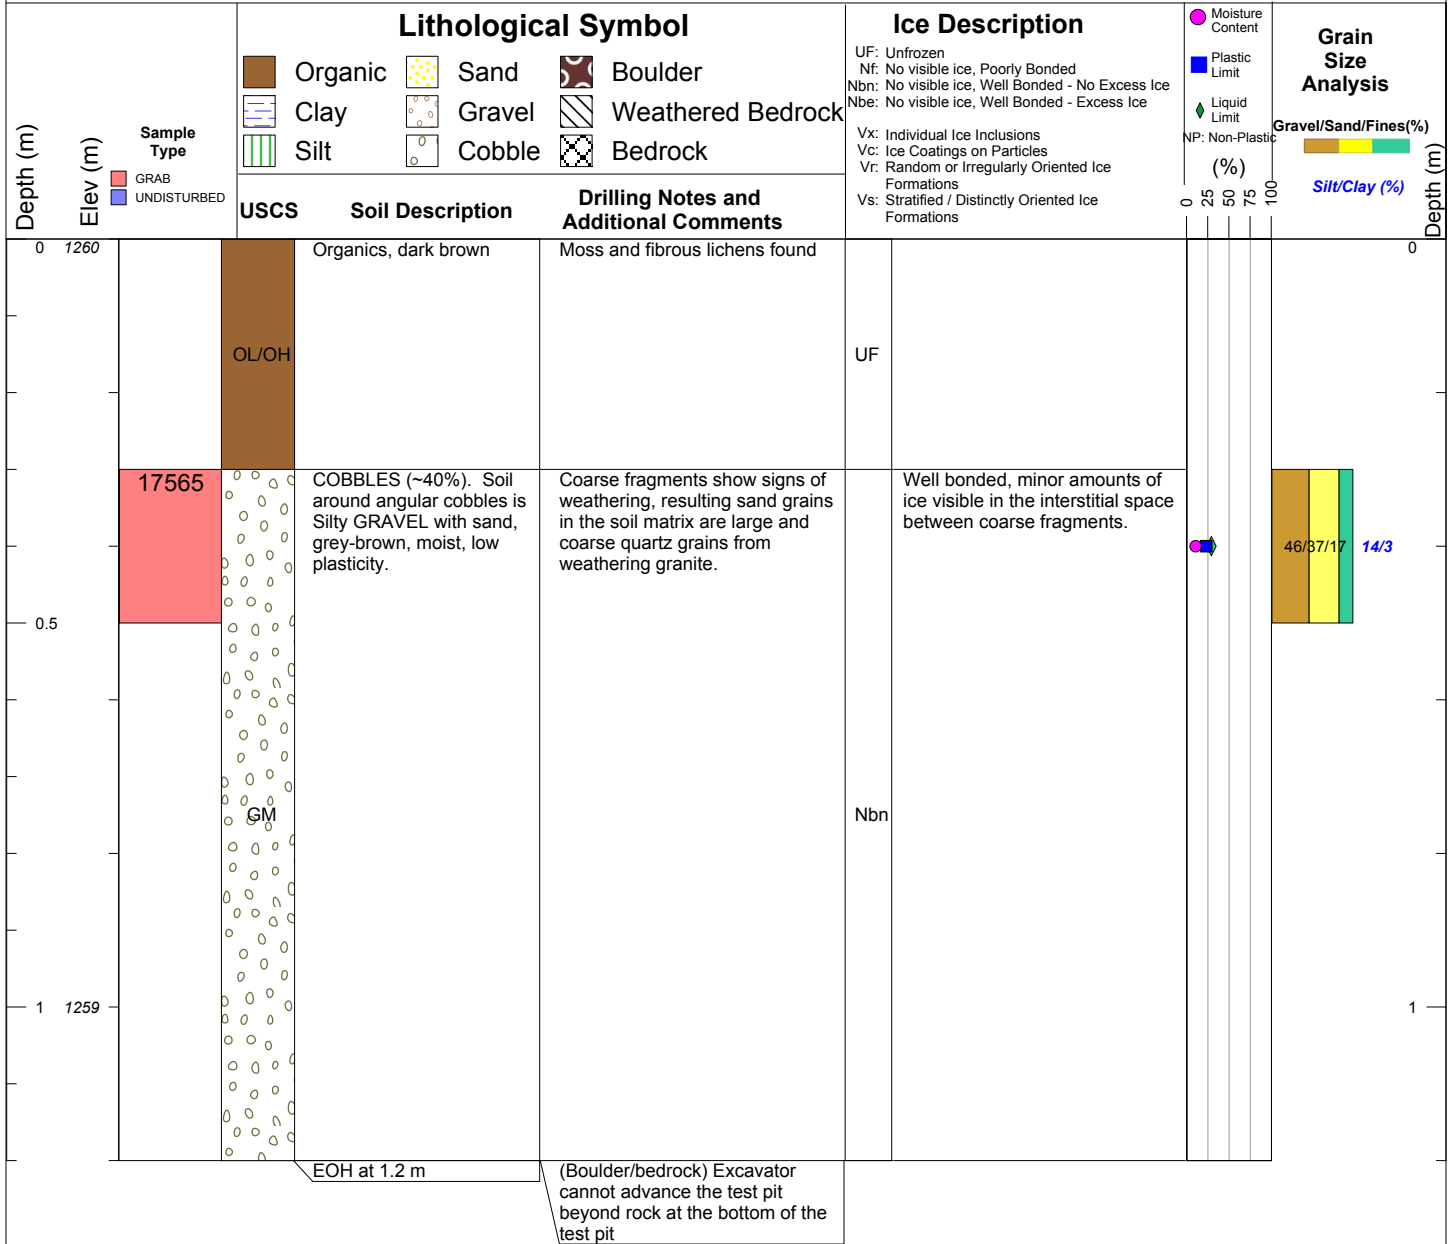 Lithological Symbol
Organic
Sand
Boulder
Clay
Gravel
Weathered Bedrock
Silt
Cobble
Bedrock
Ice Description
UF: Unfrozen
Nf: No visible ice, Poorly Bonded
Nbn: No visible ice, Well Bonded - No Excess Ice
Nbe: No visible ice, Well Bonded - Excess Ice
Vx: Individual Ice Inclusions
Vc: Ice Coatings on Particles
Vr: Random or Irregularly Oriented Ice
Formations
Vs: Stratified / Distinctly Oriented Ice
Formations
Moisture
Content
Plastic
Limit
Liquid
Limit
NP: Non-Plastic
(%)
0
25
50
75
100
Grain
Size
Analysis
Gravel/Sand/Fines(%)
Silt/Clay (%)
Depth (m)
Depth (m)
Elev (m)
Sample
Type
GRAB
UNDISTURBED
USCS
Soil Description
Drilling Notes and
Additional Comments
0
1260
Organics, dark brown
Moss and fibrous lichens found
0
OL/OH
UF
17565
COBBLES (~40%). Soil
around angular cobbles is
Silty GRAVEL with sand,
grey-brown, moist, low
plasticity.
Coarse fragments show signs of
weathering, resulting sand grains
in the soil matrix are large and
coarse quartz grains from
weathering granite.
Well bonded, minor amounts of
ice visible in the interstitial space
between coarse fragments.
46/37/17
14/3
0.5
GM
Nbn
1
1259
1
EOH at 1.2 m
(Boulder/bedrock) Excavator
cannot advance the test pit
beyond rock at the bottom of the
test pit